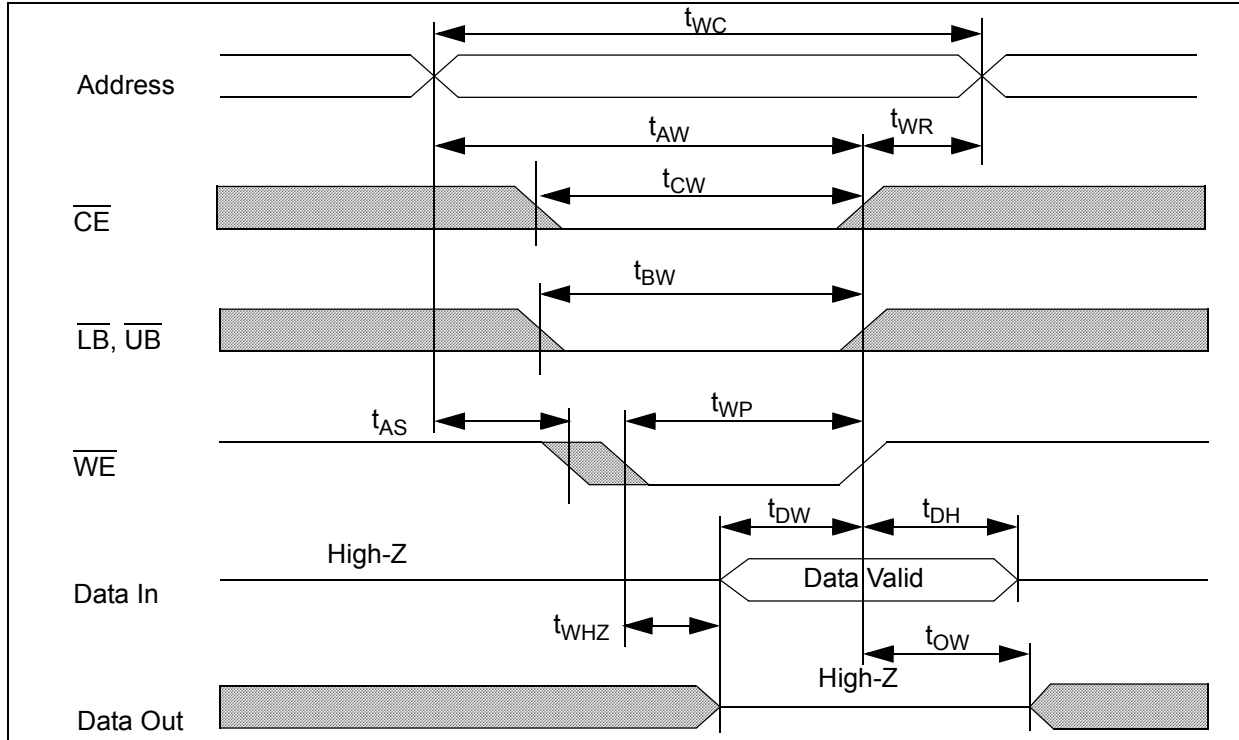 tWC
Address
tAW
tWR
tCW
CE
tBW
LB, UB
tAS
tWP
WE
tDW
tDH
High-Z
Data Valid
Data In
tWHZ
tOW
High-Z
Data Out